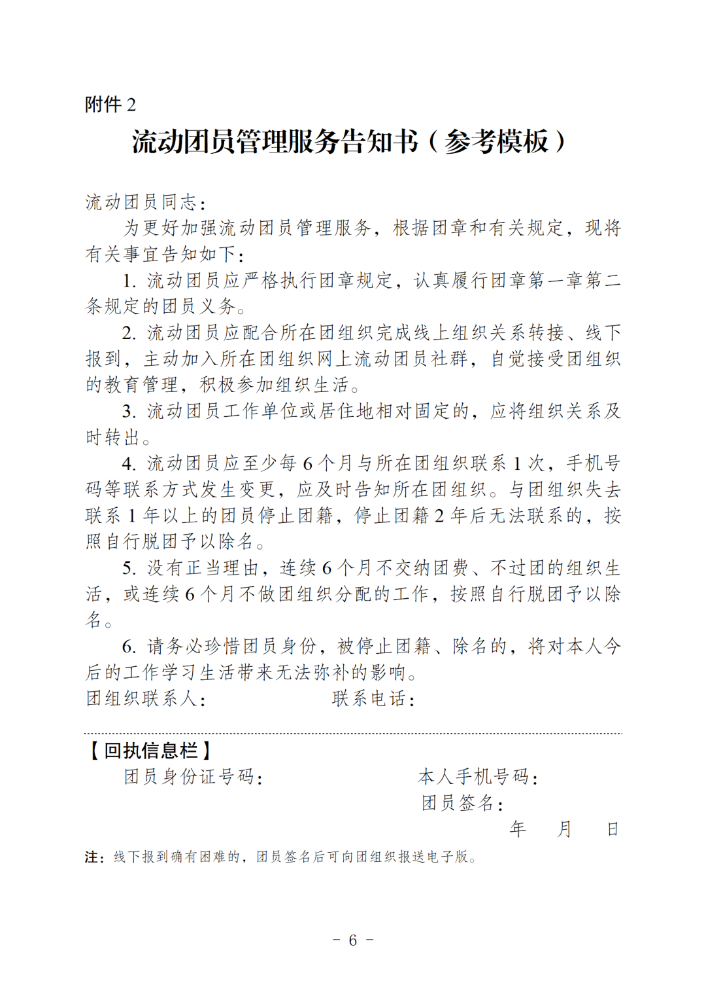 附件 2
流动团员管理服务告知书（参考模板）
流动团员同志：
为更好加强流动团员管理服务，根据团章和有关规定，现将
有关事宜告知如下：
1. 流动团员应严格执行团章规定，认真履行团章第一章第二
条规定的团员义务。
2. 流动团员应配合所在团组织完成线上组织关系转接、线下
报到，主动加入所在团组织网上流动团员社群，自觉接受团组织
的教育管理，积极参加组织生活。
3. 流动团员工作单位或居住地相对固定的，应将组织关系及
时转出。
4. 流动团员应至少每 6 个月与所在团组织联系 1 次，手机号
码等联系方式发生变更，应及时告知所在团组织。与团组织失去
联系 1 年以上的团员停止团籍，停止团籍 2 年后无法联系的，按
照自行脱团予以除名。
5. 没有正当理由，连续 6 个月不交纳团费、不过团的组织生
活，或连续 6 个月不做团组织分配的工作，按照自行脱团予以除
名。
6. 请务必珍惜团员身份，被停止团籍、除名的，将对本人今
后的工作学习生活带来无法弥补的影响。
团组织联系人： 联系电话：
【回执信息栏】
团员身份证号码： 本人手机号码：
团员签名：
年 月 日
注：线下报到确有困难的，团员签名后可向团组织报送电子版。
- 6 -